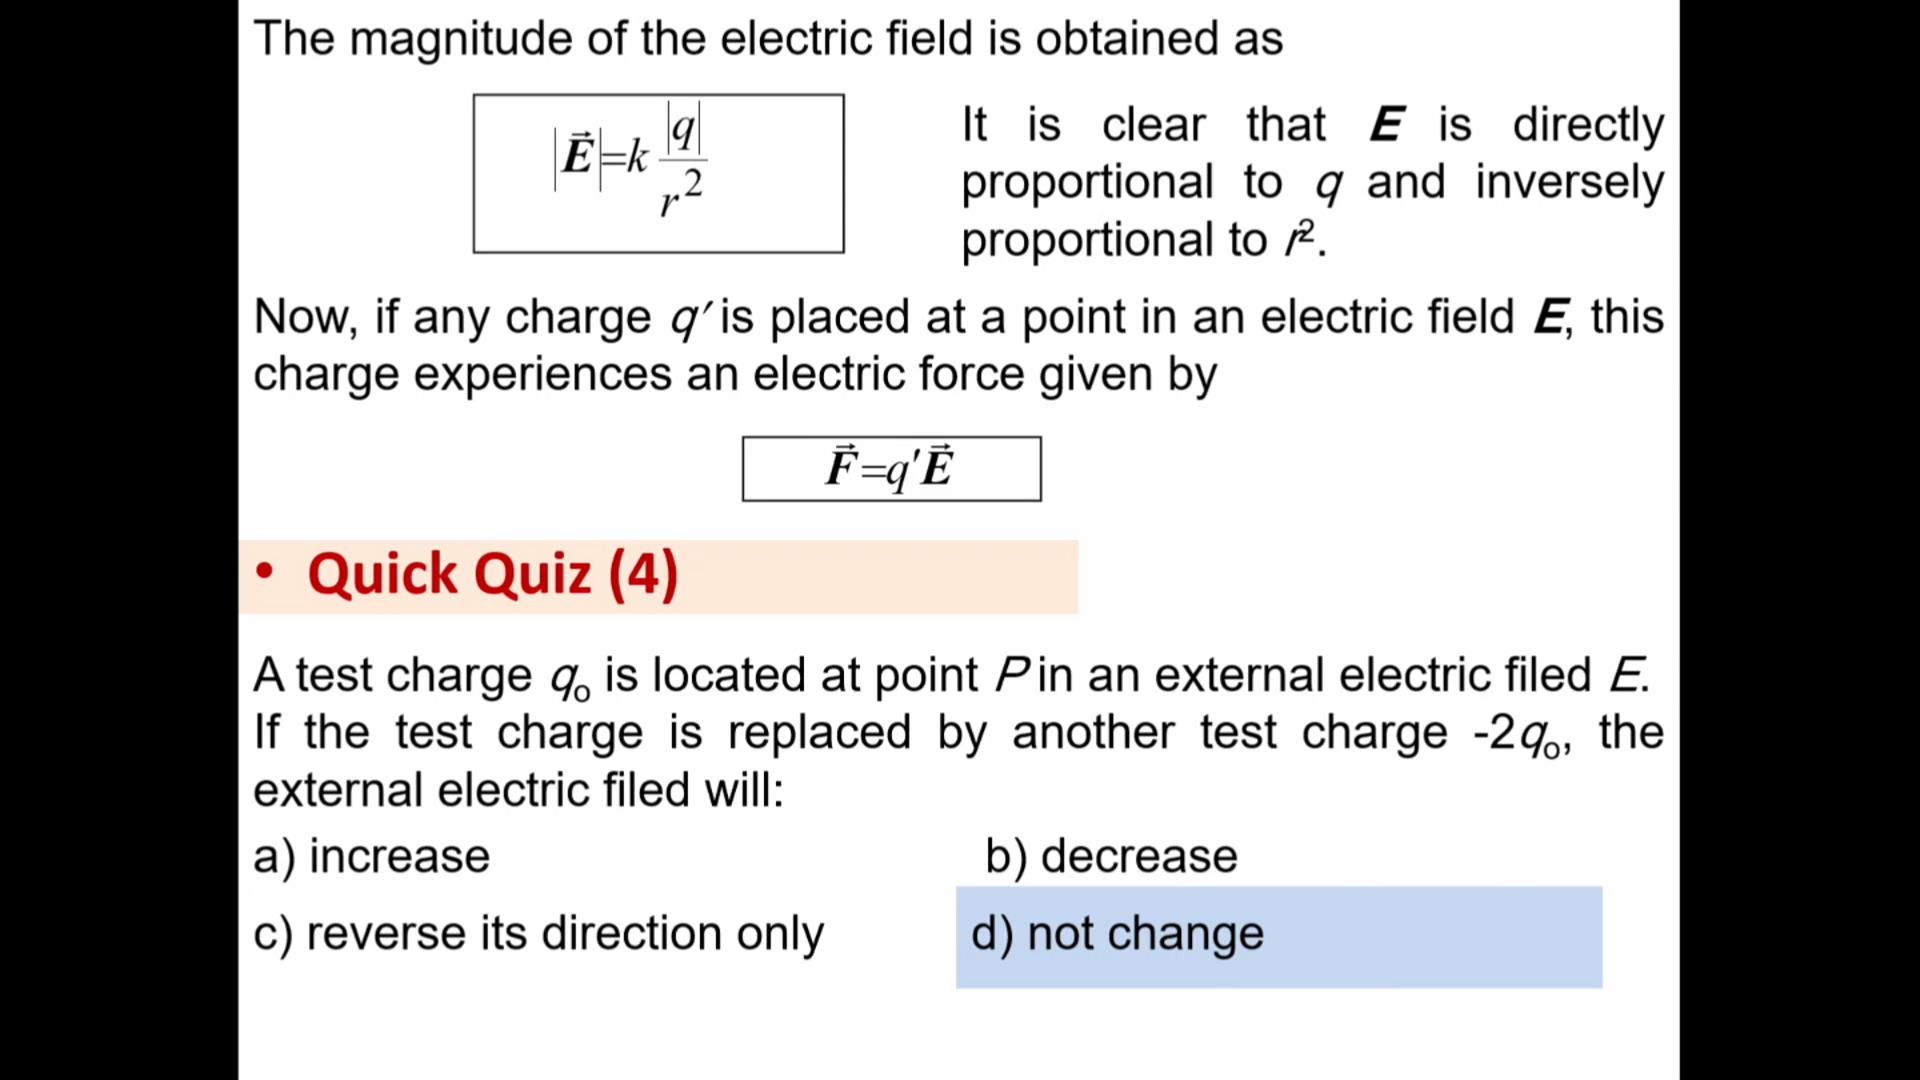 The magnitude of the electric field is obtained as
|E⃗|=k |q|/r²
It is clear that E is directly
proportional to q and inversely
proportional to r².
Now, if any charge q′ is placed at a point in an electric field E, this
charge experiences an electric force given by
F⃗=q′E⃗
• Quick Quiz (4)
A test charge qₒ is located at point P in an external electric filed E.
If the test charge is replaced by another test charge -2qₒ, the
external electric filed will:
a) increase b) decrease
c) reverse its direction only d) not change